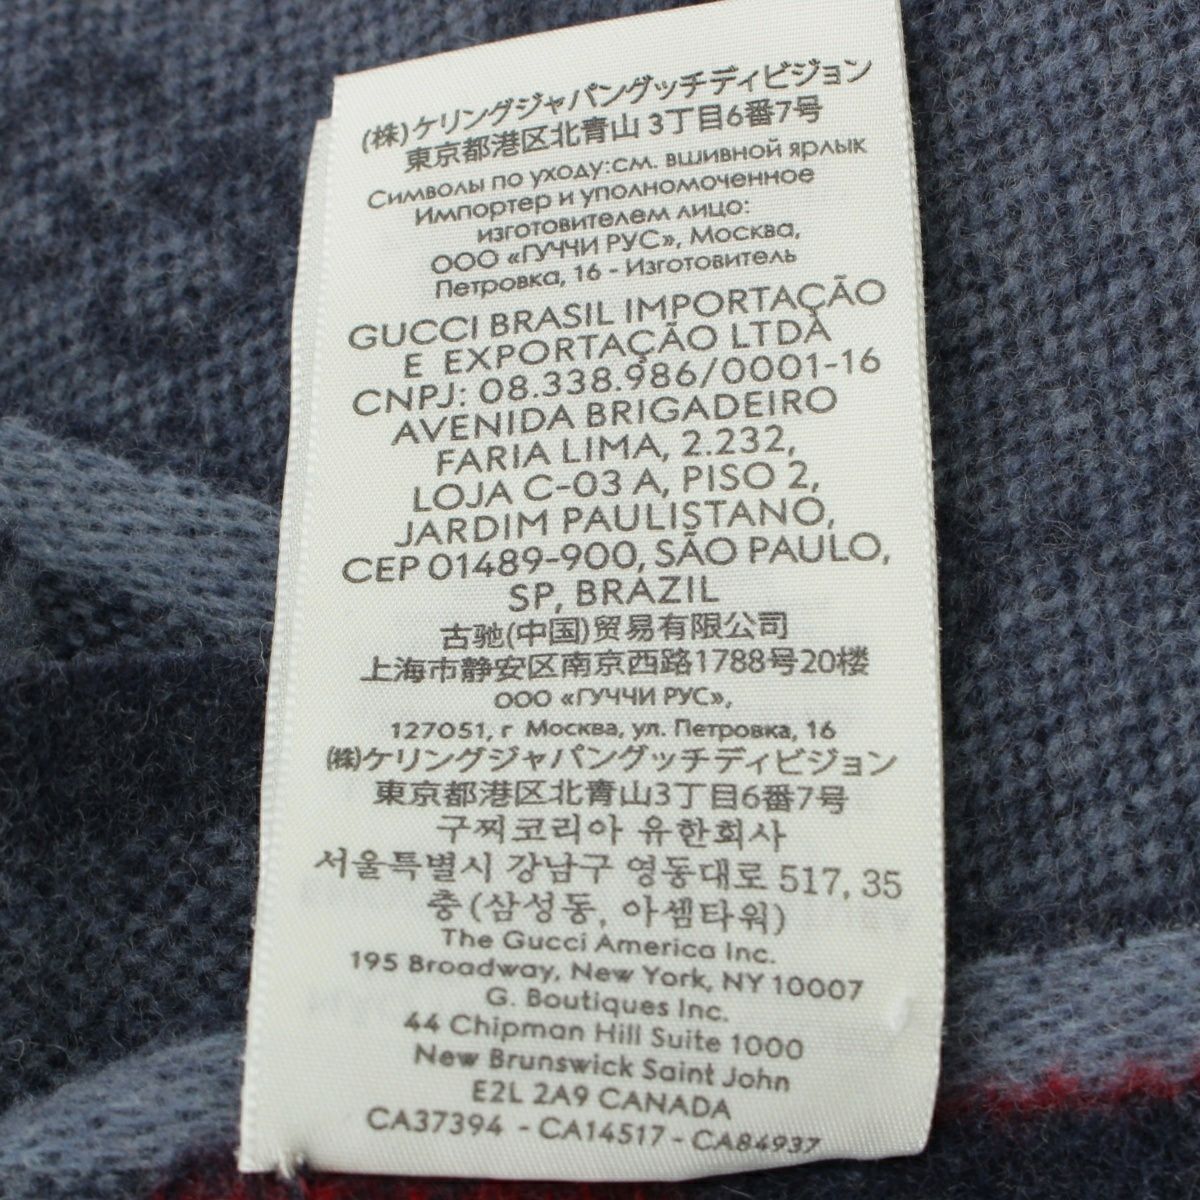 (株)ケリングジャパングッチディビジョン
東京都港区北青山3丁目6番7号
Символы по уходу:см. вшивной ярлык
Импортер и уполномоченное
изготовителем лицо:
ООО «ГУЧЧИ РУС», Москва,
Петровка, 16 - Изготовитель
GUCCI BRASIL IMPORTAÇÃO
E EXPORTAÇÃO LTDA
CNPJ: 08.338.986/0001-16
AVENIDA BRIGADEIRO
FARIA LIMA, 2.232,
LOJA C-03 A, PISO 2,
JARDIM PAULISTANO,
CEP 01489-900, SÃO PAULO,
SP, BRAZIL
古驰(中国)贸易有限公司
上海市静安区南京西路1788号20楼
ООО «ГУЧЧИ РУС»,
127051, г Москва, ул. Петровка, 16
(株)ケリングジャパングッチディビジョン
東京都港区北青山3丁目6番7号
구찌코리아 유한회사
서울특별시 강남구 영동대로 517, 35
층 (삼성동, 아셈타워)
The Gucci America Inc.
195 Broadway, New York, NY 10007
G. Boutiques Inc.
44 Chipman Hill Suite 1000
New Brunswick Saint John
E2L 2A9 CANADA
CA37394 - CA14517 - CA84937